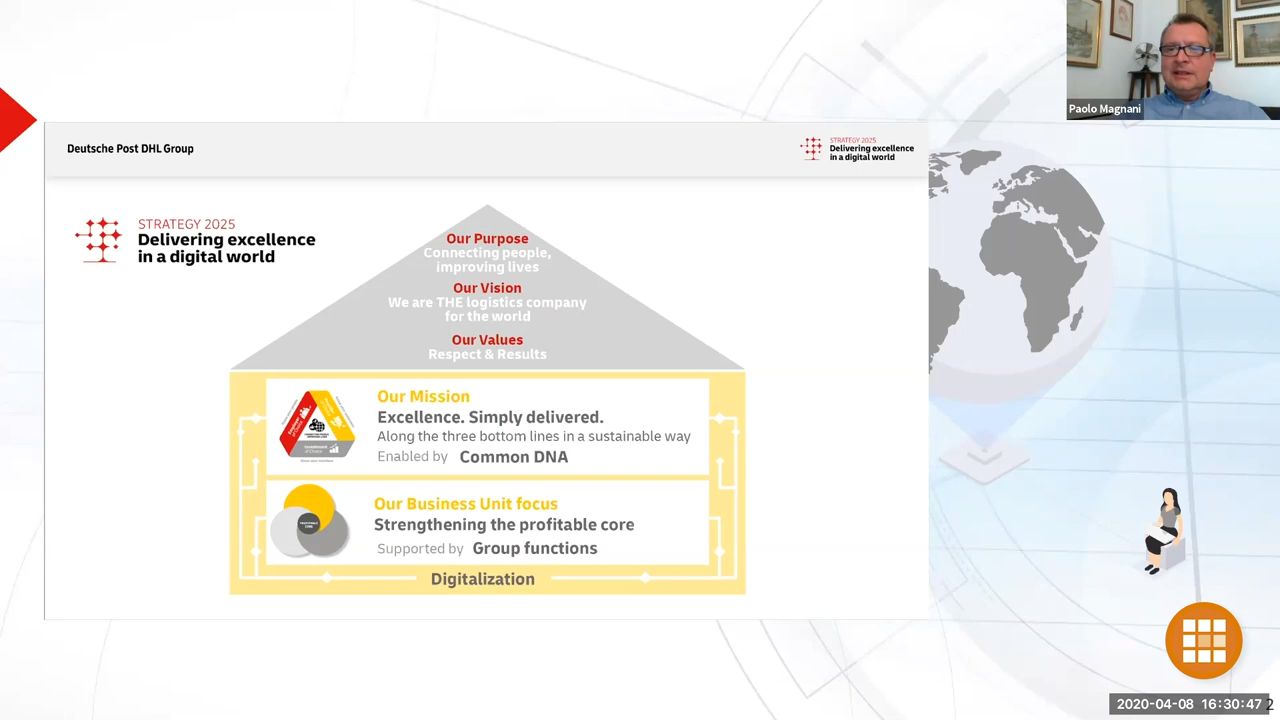 Paolo Magnani
Deutsche Post DHL Group
STRATEGY 2025
Delivering excellence
in a digital world
STRATEGY 2025
Delivering excellence
in a digital world
Our Purpose
Connecting people,
improving lives
Our Vision
We are THE logistics company
for the world
Our Values
Respect & Results
Our Mission
Excellence. Simply delivered.
Along the three bottom lines in a sustainable way
Enabled by Common DNA
Our Business Unit focus
Strengthening the profitable core
Supported by Group functions
Digitalization
2020-04-08 16:30:47
2